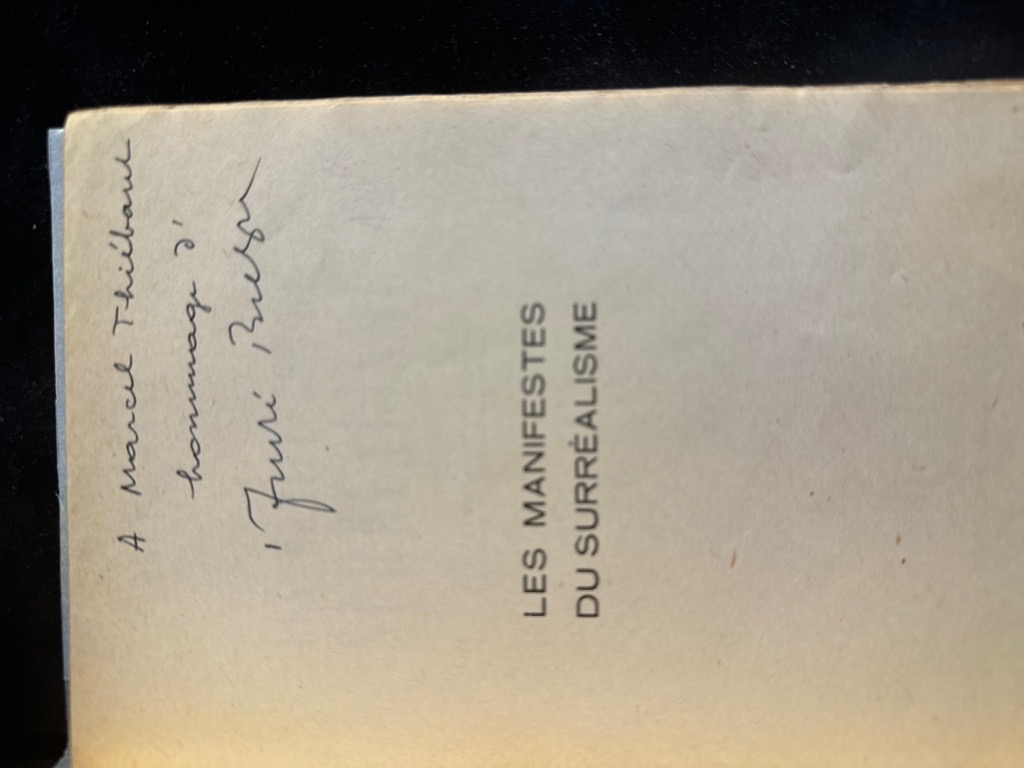 A Marcel Thiébaut
hommage d'
André Breton
LES MANIFESTES
DU SURRÉALISME